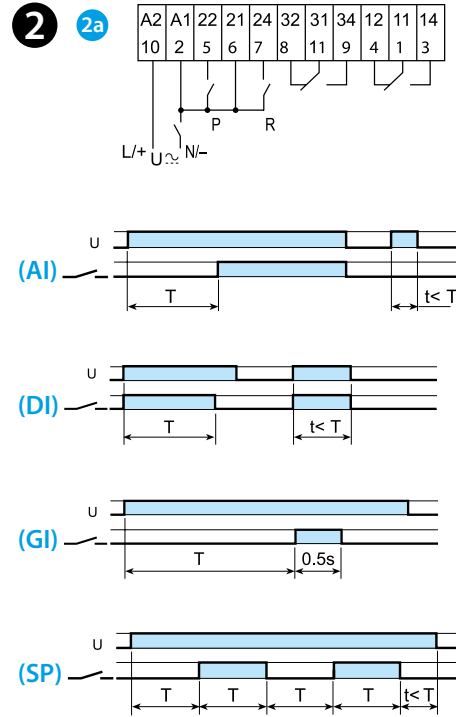 2 2a
A2 A1 22 21 24 32 31 34 12 11 14
10 2 5 6 7 8 11 9 4 1 3
P R
L/+ U ≂ N/–
U
(AI)
T t< T
U
(DI)
T t< T
U
(GI)
T 0.5s
U
(SP)
T T T T t< T